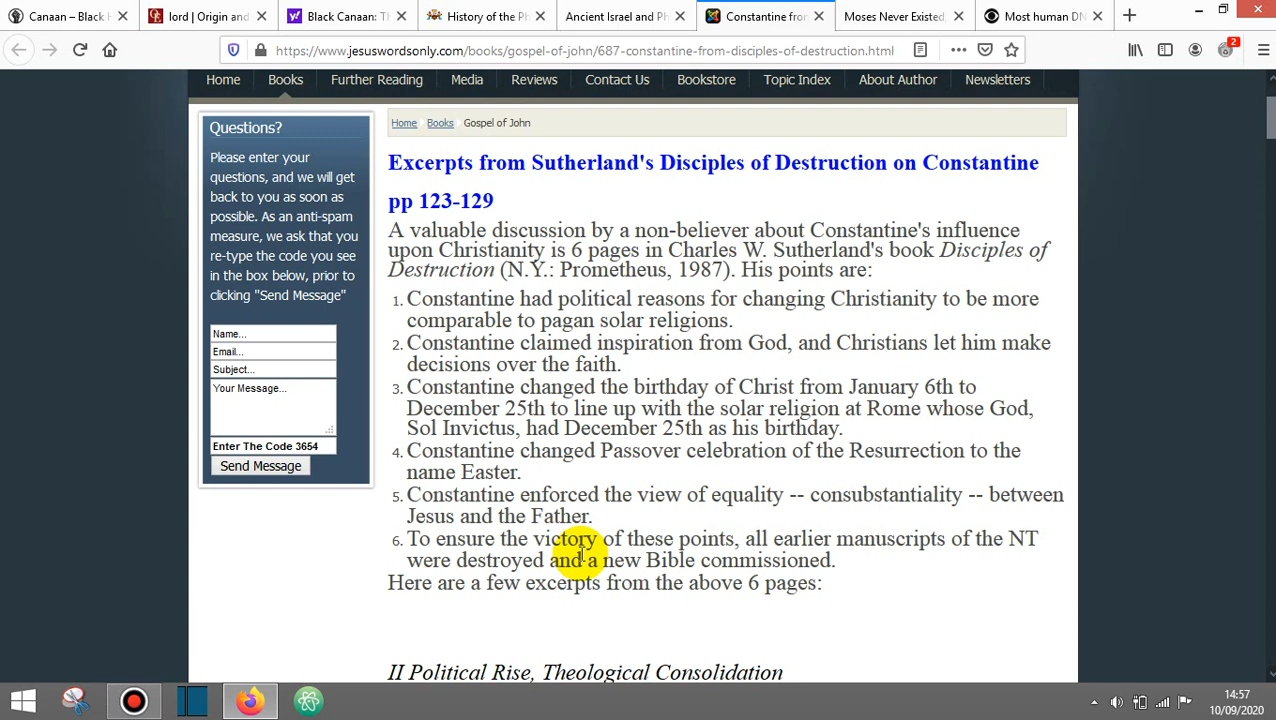 Canaan – Black H
lord | Origin and
Black Canaan: Th
History of the Ph
Ancient Israel and Ph
Constantine from
Moses Never Existed,
Most human DN
https://www.jesuswordsonly.com/books/gospel-of-john/687-constantine-from-disciples-of-destruction.html
2
Home Books Further Reading Media Reviews Contact Us Bookstore Topic Index About Author Newsletters
Questions?
Please enter your
questions, and we will get
back to you as soon as
possible. As an anti-spam
measure, we ask that you
re-type the code you see
in the box below, prior to
clicking "Send Message"
Name...
Email...
Subject...
Your Message...
Enter The Code 3654
Send Message
Home Books Gospel of John
Excerpts from Sutherland's Disciples of Destruction on Constantine
pp 123-129
A valuable discussion by a non-believer about Constantine's influence
upon Christianity is 6 pages in Charles W. Sutherland's book Disciples of
Destruction (N.Y.: Prometheus, 1987). His points are:
1. Constantine had political reasons for changing Christianity to be more
comparable to pagan solar religions.
2. Constantine claimed inspiration from God, and Christians let him make
decisions over the faith.
3. Constantine changed the birthday of Christ from January 6th to
December 25th to line up with the solar religion at Rome whose God,
Sol Invictus, had December 25th as his birthday.
4. Constantine changed Passover celebration of the Resurrection to the
name Easter.
5. Constantine enforced the view of equality -- consubstantiality -- between
Jesus and the Father.
6. To ensure the victory of these points, all earlier manuscripts of the NT
were destroyed and a new Bible commissioned.
Here are a few excerpts from the above 6 pages:
II Political Rise, Theological Consolidation
14:57
10/09/2020